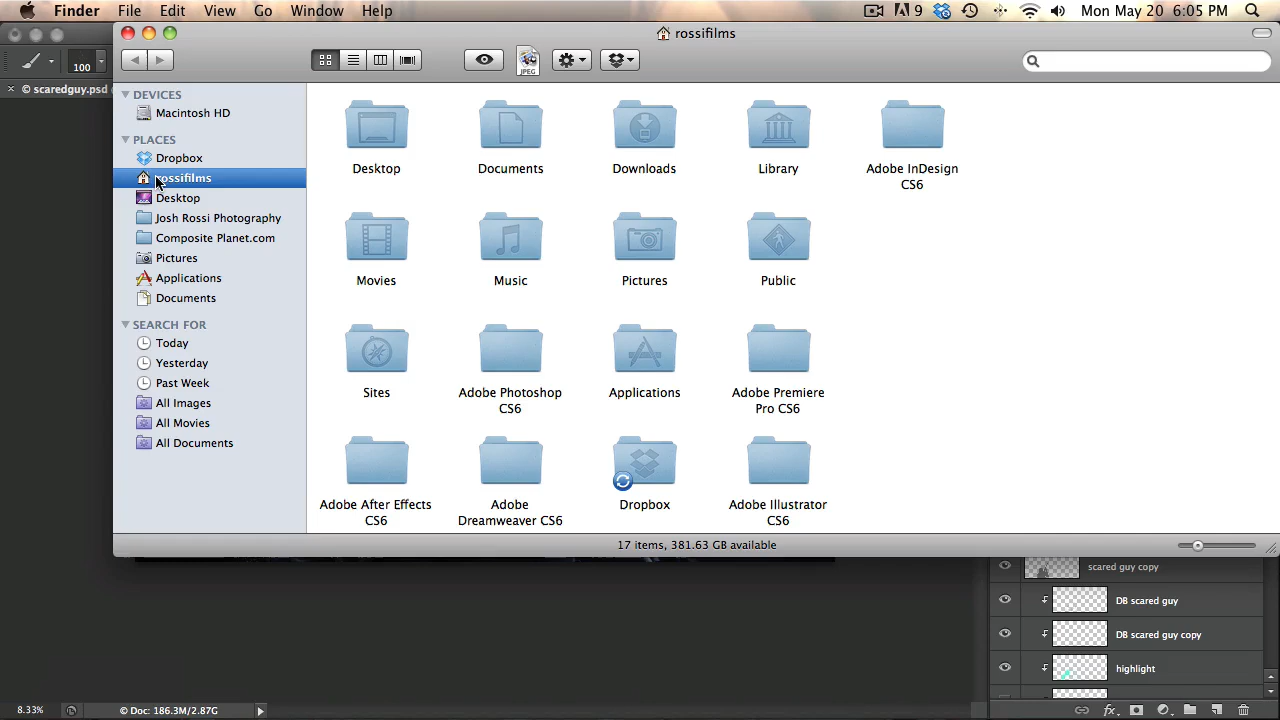 Finder File Edit View Go Window Help 9 Mon May 20 6:05 PM
rossifilms
100
JPEG
× © scaredguy.psd
DEVICES
Macintosh HD
PLACES
Dropbox
rossifilms
Desktop
Josh Rossi Photography
Composite Planet.com
Pictures
Applications
Documents
SEARCH FOR
Today
Yesterday
Past Week
All Images
All Movies
All Documents
Desktop
Documents
Downloads
Library
Adobe InDesign
CS6
Movies
Music
Pictures
Public
Sites
Adobe Photoshop
CS6
Applications
Adobe Premiere
Pro CS6
Adobe After Effects
CS6
Adobe
Dreamweaver CS6
Dropbox
Adobe Illustrator
CS6
17 items, 381.63 GB available
scared guy copy
DB scared guy
DB scared guy copy
highlight
8.33% © Doc: 186.3M/2.87G
fx